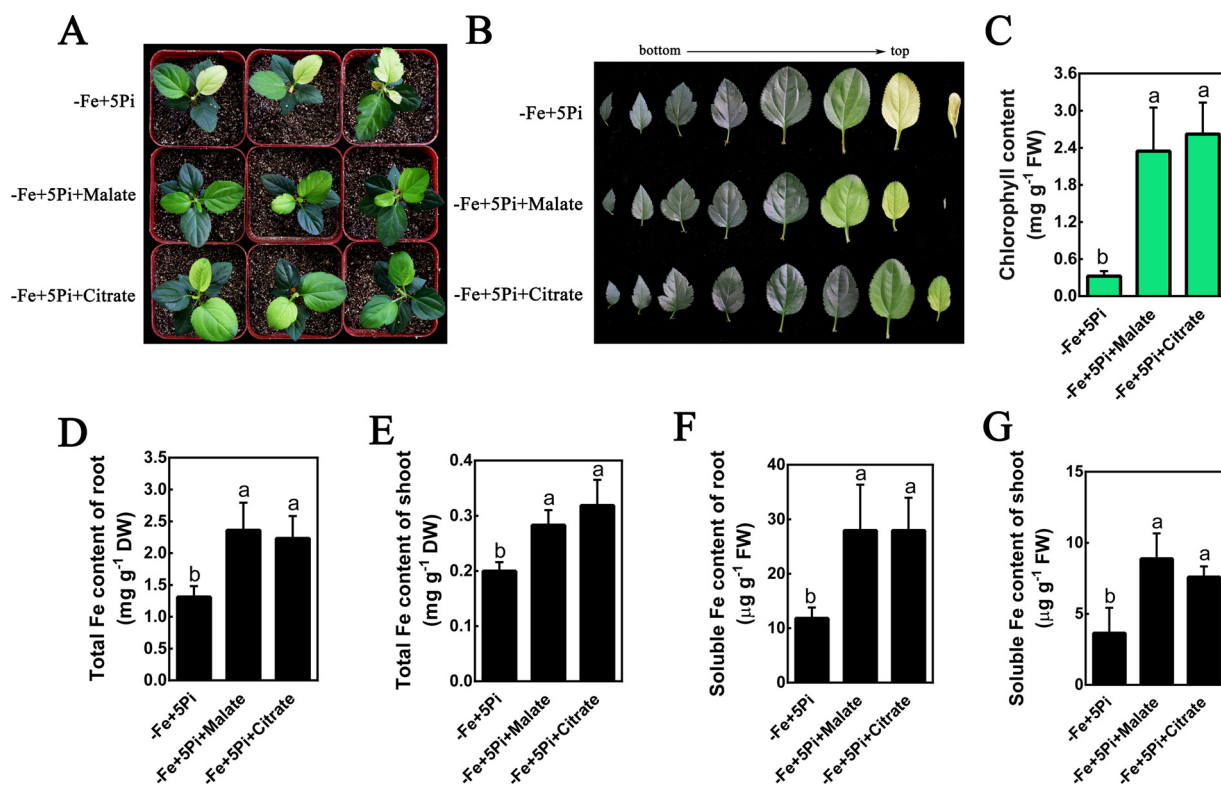 A
-Fe+5Pi
-Fe+5Pi+Malate
-Fe+5Pi+Citrate
B
bottom
top
-Fe+5Pi
-Fe+5Pi+Malate
-Fe+5Pi+Citrate
C
Chlorophyll content
(mg g⁻¹ FW)
3.6
3.0
2.4
1.8
1.2
0.6
0.0
b
a
a
-Fe+5Pi
-Fe+5Pi+Malate
-Fe+5Pi+Citrate
D
Total Fe content of root
(mg g⁻¹ DW)
3.5
3.0
2.5
2.0
1.5
1.0
0.5
0.0
b
a
a
-Fe+5Pi
-Fe+5Pi+Malate
-Fe+5Pi+Citrate
E
Total Fe content of shoot
(mg g⁻¹ DW)
0.4
0.3
0.2
0.1
0.0
b
a
a
-Fe+5Pi
-Fe+5Pi+Malate
-Fe+5Pi+Citrate
F
Soluble Fe content of root
(μg g⁻¹ FW)
40
30
20
10
0
b
a
a
-Fe+5Pi
-Fe+5Pi+Malate
-Fe+5Pi+Citrate
G
Soluble Fe content of shoot
(μg g⁻¹ FW)
15
10
5
0
b
a
a
-Fe+5Pi
-Fe+5Pi+Malate
-Fe+5Pi+Citrate